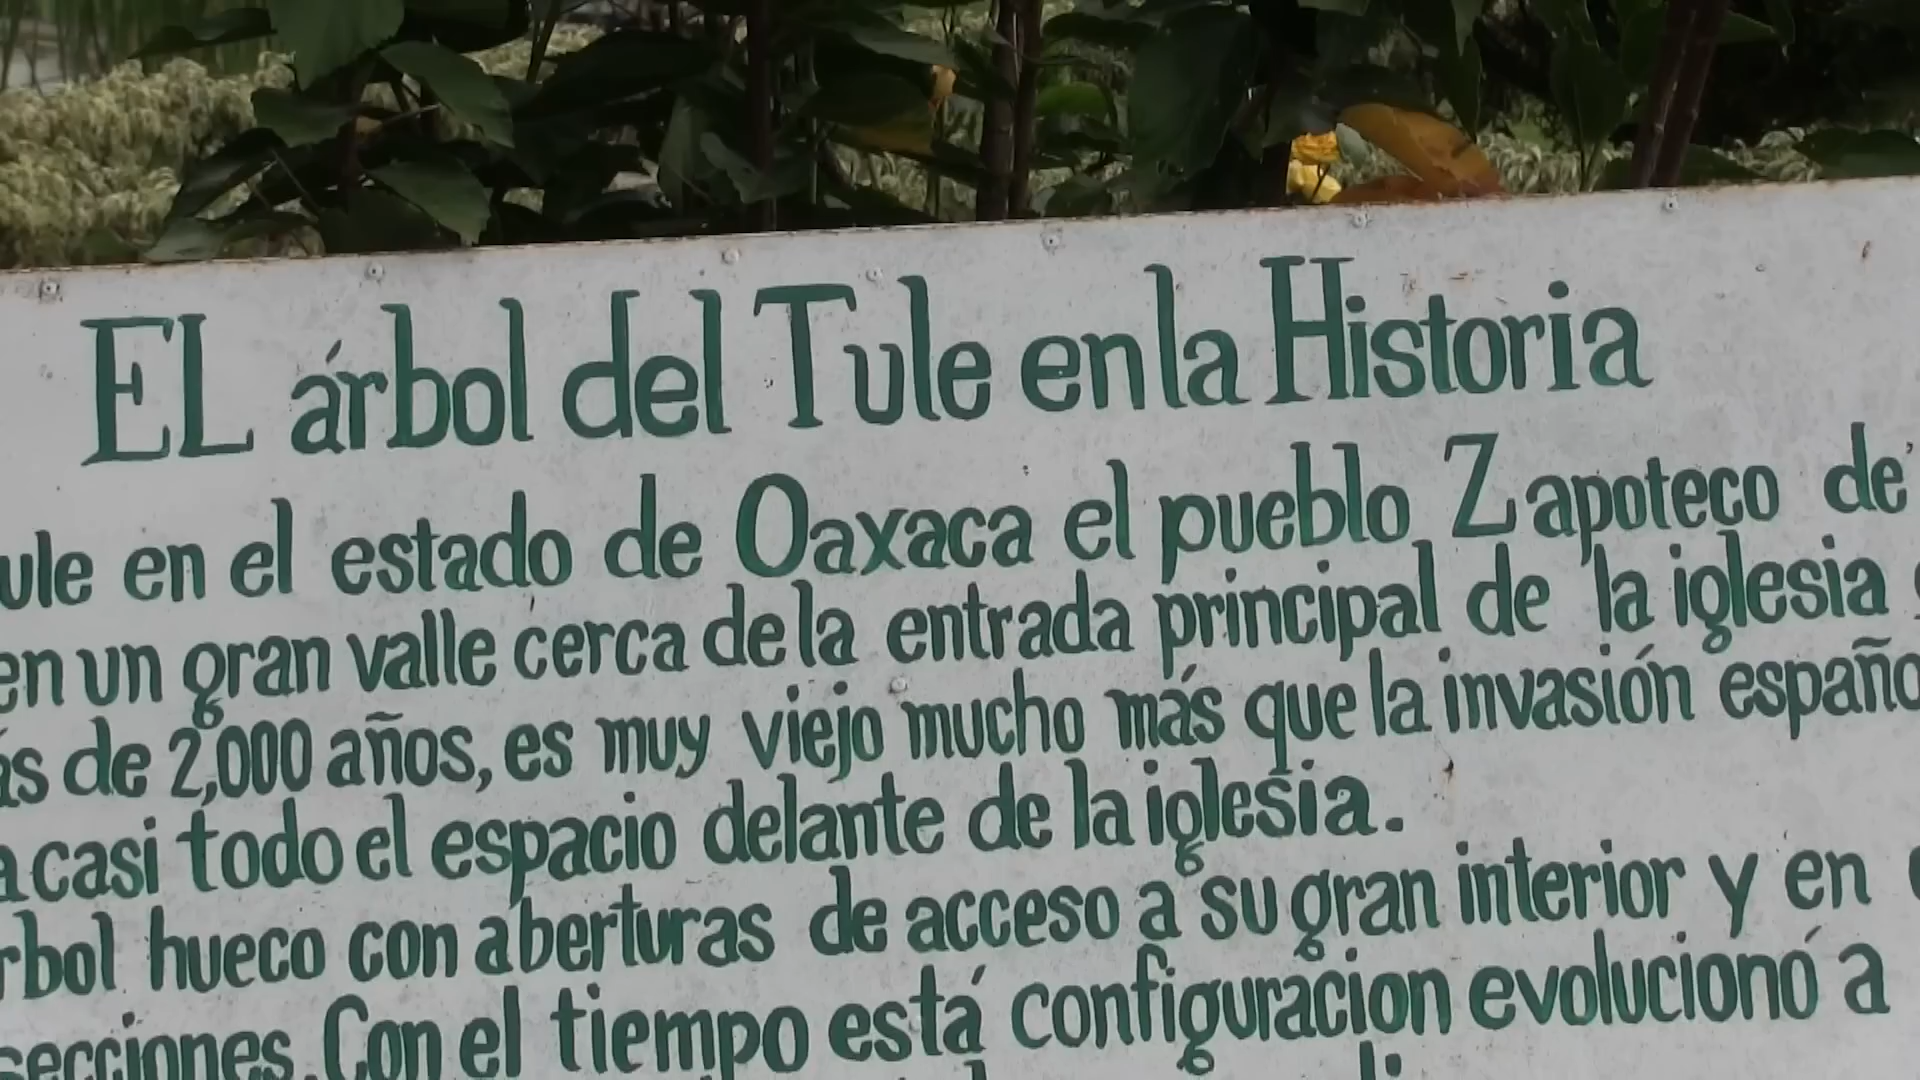 EL árbol del Tule en la Historia
ule en el estado de Oaxaca el pueblo Zapoteco de
en un gran valle cerca de la entrada principal de la iglesia
ás de 2,000 años, es muy viejo mucho más que la invasión españo
a casi todo el espacio delante de la iglesia.
rbol hueco con aberturas de acceso a su gran interior y en
secciones. Con el tiempo está configuracion evolucionó a